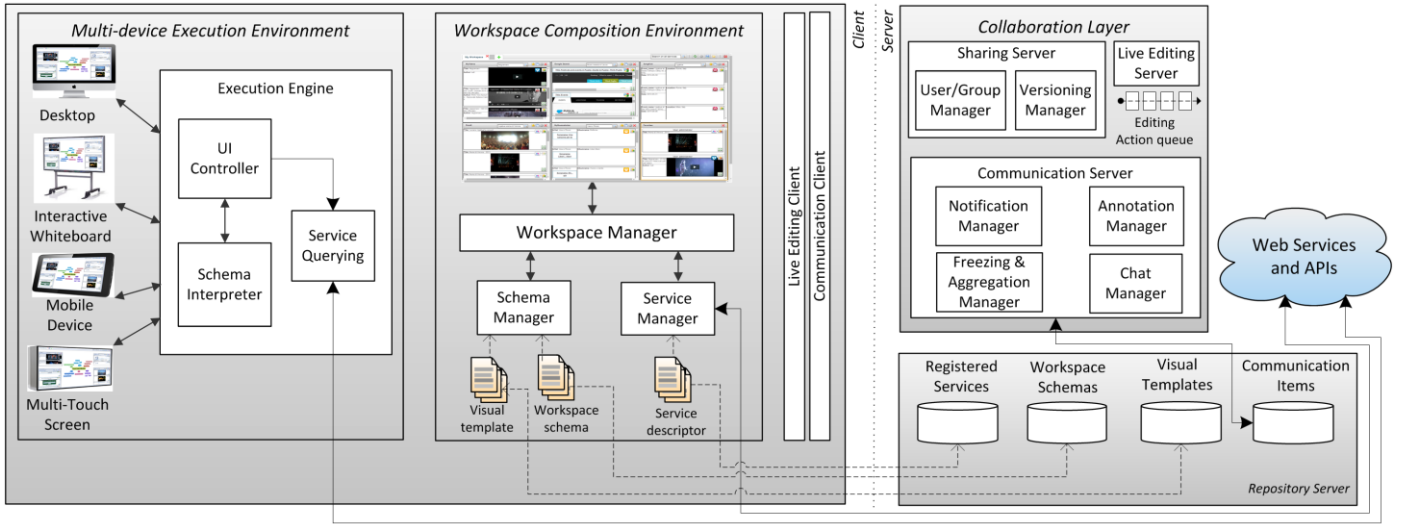 Multi-device Execution Environment
Desktop
Interactive
Whiteboard
Mobile
Device
Multi-Touch
Screen
Execution Engine
UI
Controller
Schema
Interpreter
Service
Querying
Workspace Composition Environment
Workspace Manager
Schema
Manager
Service
Manager
Visual
template
Workspace
schema
Service
descriptor
Live Editing Client
Communication Client
Client
Server
Collaboration Layer
Sharing Server
User/Group
Manager
Versioning
Manager
Live Editing
Server
Editing
Action queue
Communication Server
Notification
Manager
Annotation
Manager
Freezing &
Aggregation
Manager
Chat
Manager
Web Services
and APIs
Registered
Services
Workspace
Schemas
Visual
Templates
Communication
Items
Repository Server